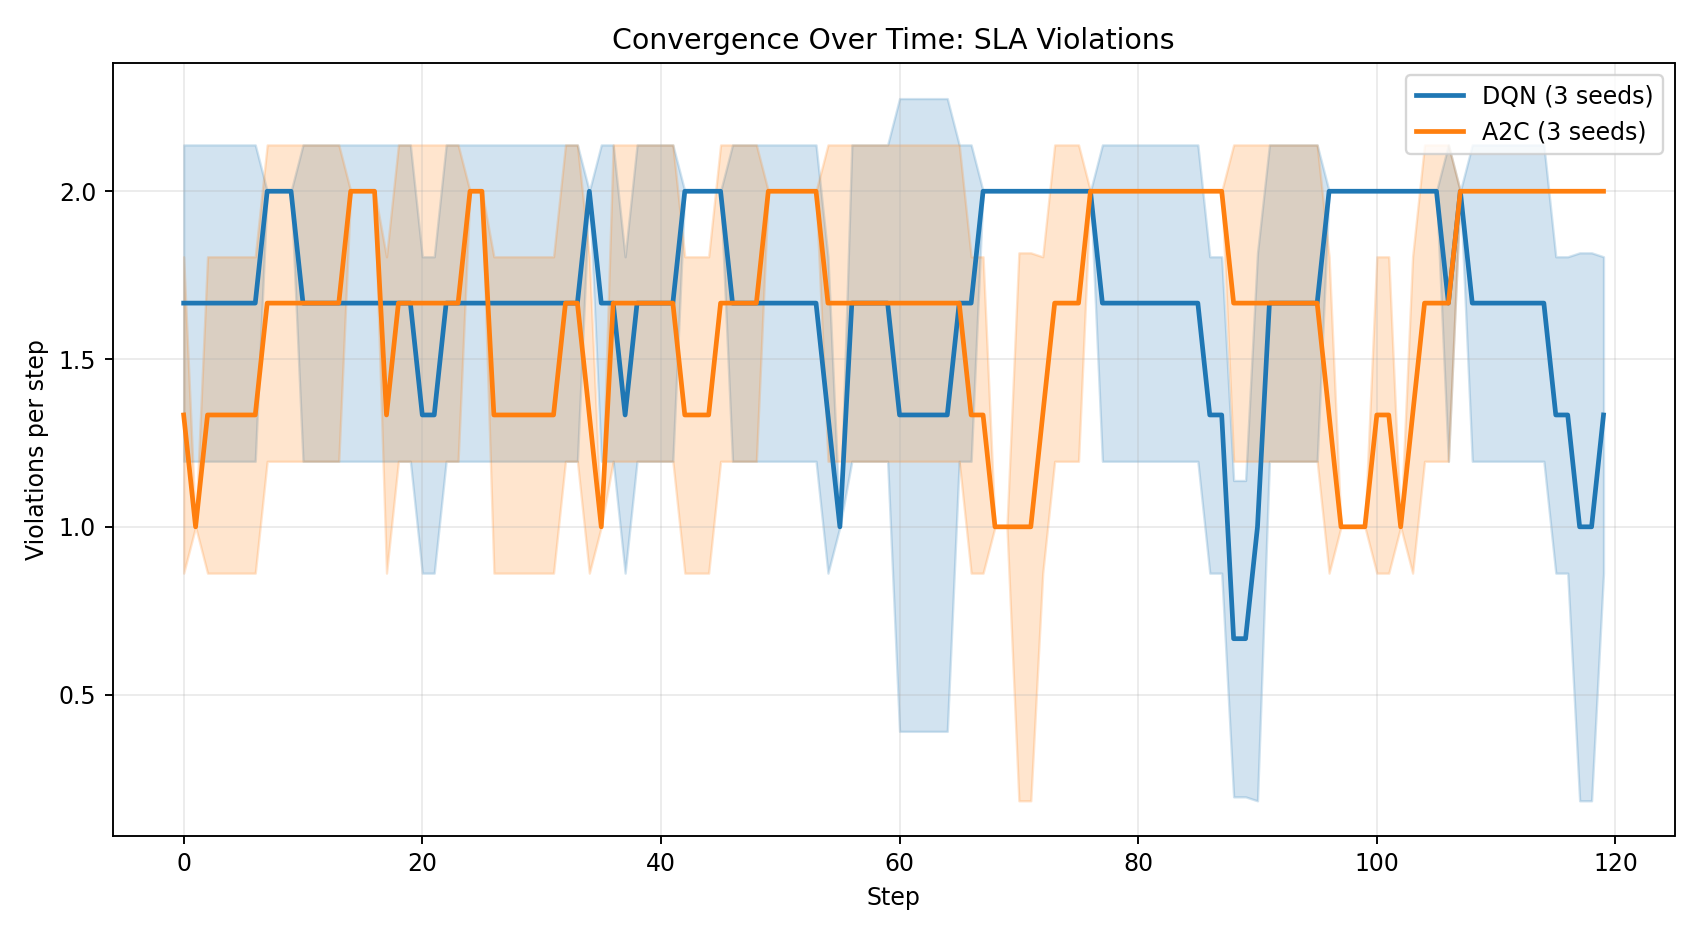 Convergence Over Time: SLA Violations
DQN (3 seeds)
A2C (3 seeds)
Violations per step
2.0
1.5
1.0
0.5
0 20 40 60 80 100 120
Step